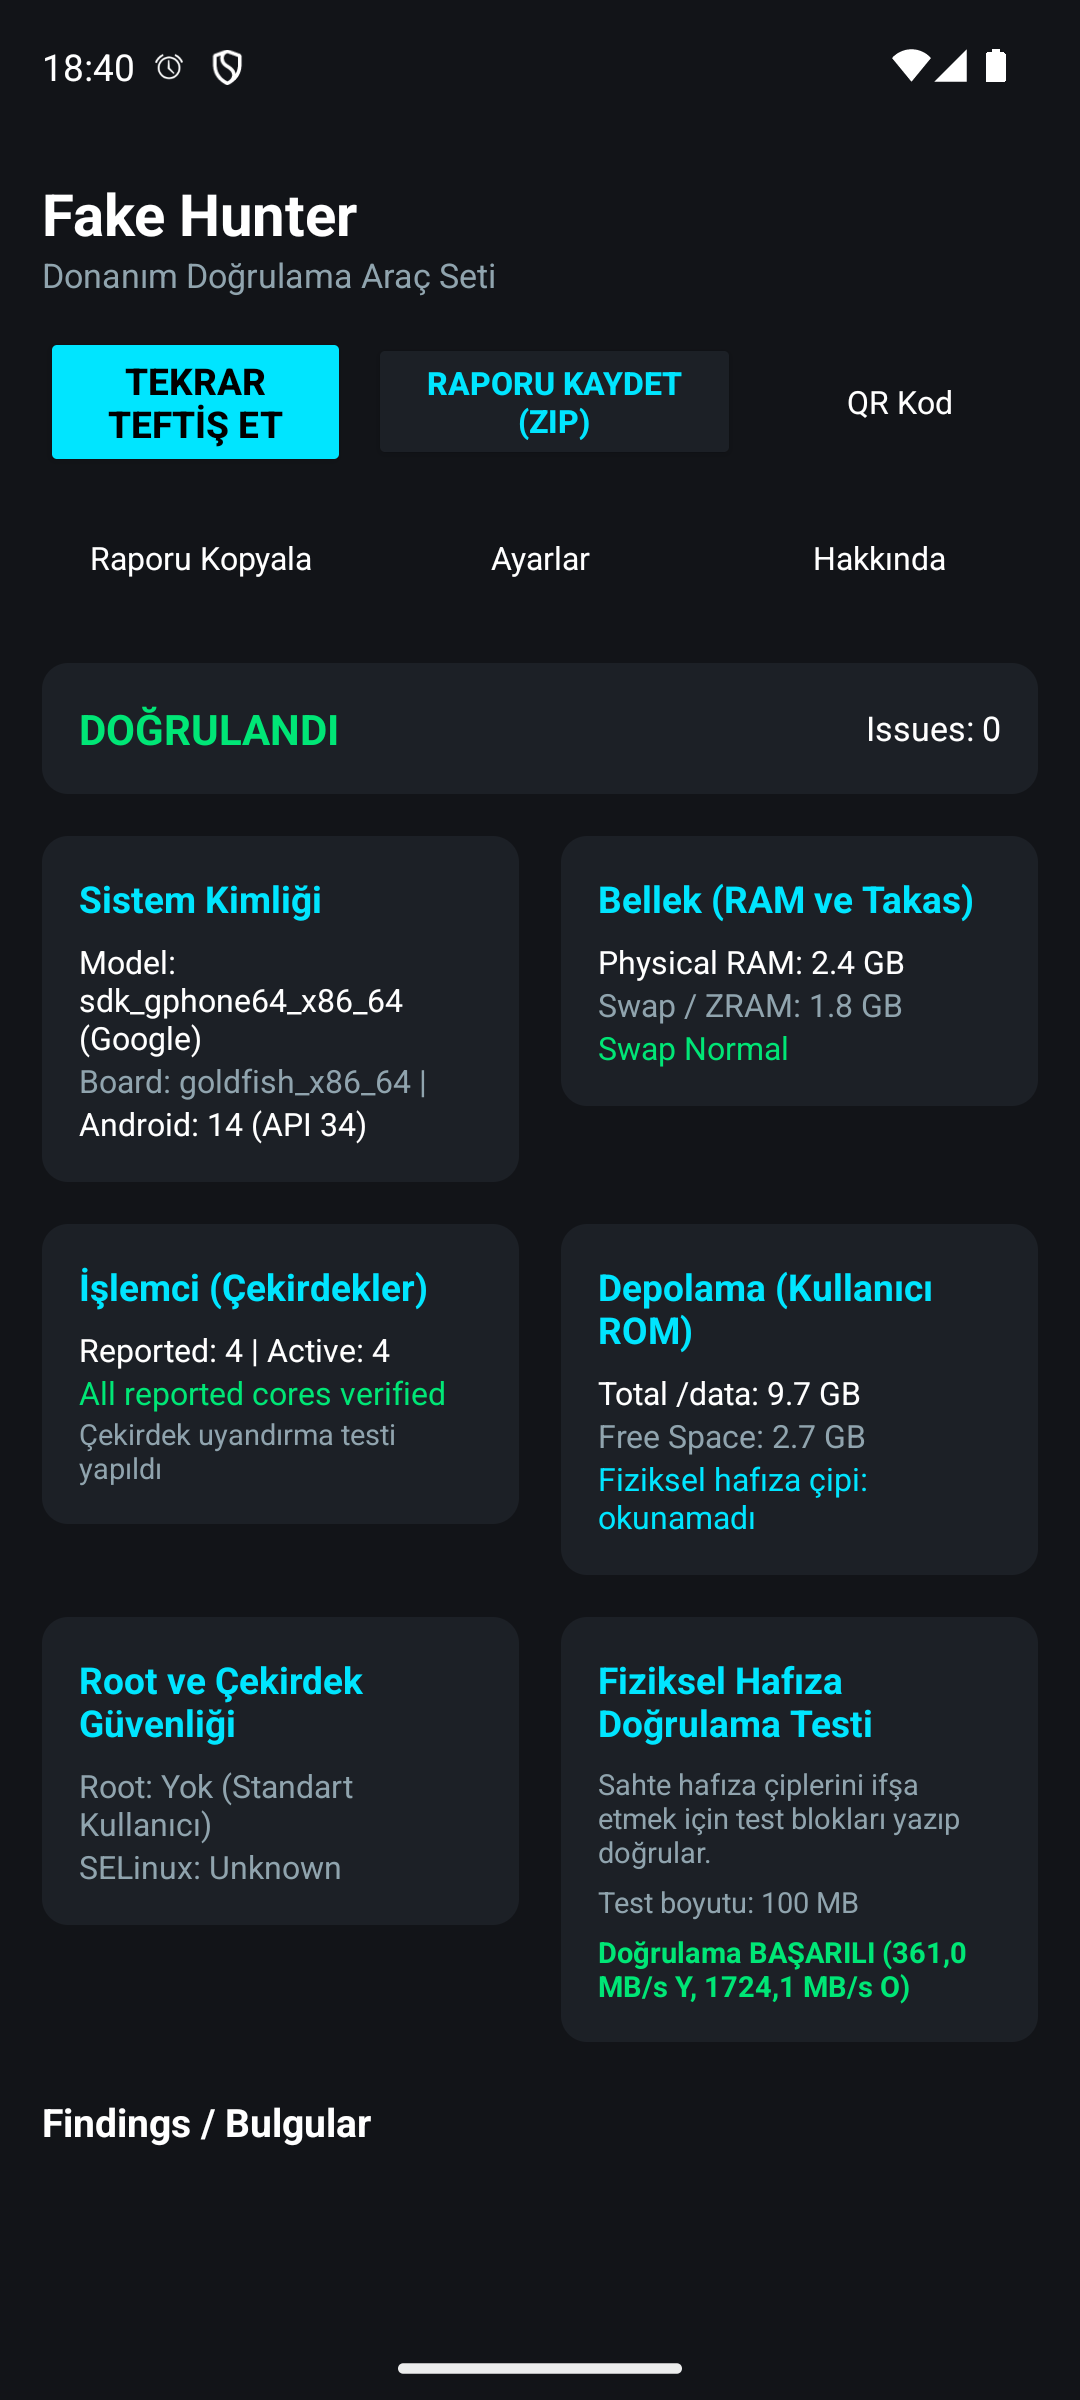 18:40
Fake Hunter
Donanım Doğrulama Araç Seti
TEKRAR
TEFTİŞ ET
RAPORU KAYDET
(ZIP)
QR Kod
Raporu Kopyala
Ayarlar
Hakkında
DOĞRULANDI
Issues: 0
Sistem Kimliği
Model:
sdk_gphone64_x86_64
(Google)
Board: goldfish_x86_64 |
Android: 14 (API 34)
Bellek (RAM ve Takas)
Physical RAM: 2.4 GB
Swap / ZRAM: 1.8 GB
Swap Normal
İşlemci (Çekirdekler)
Reported: 4 | Active: 4
All reported cores verified
Çekirdek uyandırma testi
yapıldı
Depolama (Kullanıcı
ROM)
Total /data: 9.7 GB
Free Space: 2.7 GB
Fiziksel hafıza çipi:
okunamadı
Root ve Çekirdek
Güvenliği
Root: Yok (Standart
Kullanıcı)
SELinux: Unknown
Fiziksel Hafıza
Doğrulama Testi
Sahte hafıza çiplerini ifşa
etmek için test blokları yazıp
doğrular.
Test boyutu: 100 MB
Doğrulama BAŞARILI (361,0
MB/s Y, 1724,1 MB/s O)
Findings / Bulgular